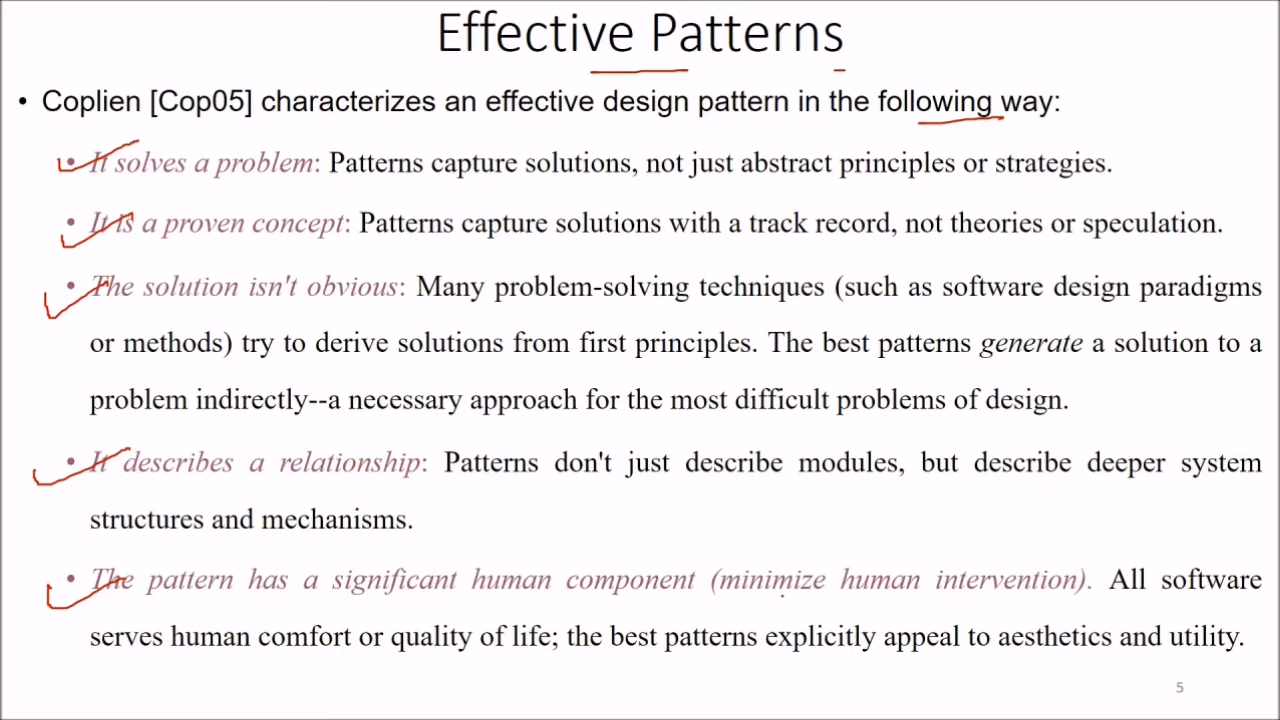 Effective Patterns
• Coplien [Cop05] characterizes an effective design pattern in the following way:
• It solves a problem: Patterns capture solutions, not just abstract principles or strategies.
• It is a proven concept: Patterns capture solutions with a track record, not theories or speculation.
• The solution isn't obvious: Many problem-solving techniques (such as software design paradigms
or methods) try to derive solutions from first principles. The best patterns generate a solution to a
problem indirectly--a necessary approach for the most difficult problems of design.
• It describes a relationship: Patterns don't just describe modules, but describe deeper system
structures and mechanisms.
• The pattern has a significant human component (minimize human intervention). All software
serves human comfort or quality of life; the best patterns explicitly appeal to aesthetics and utility.
5